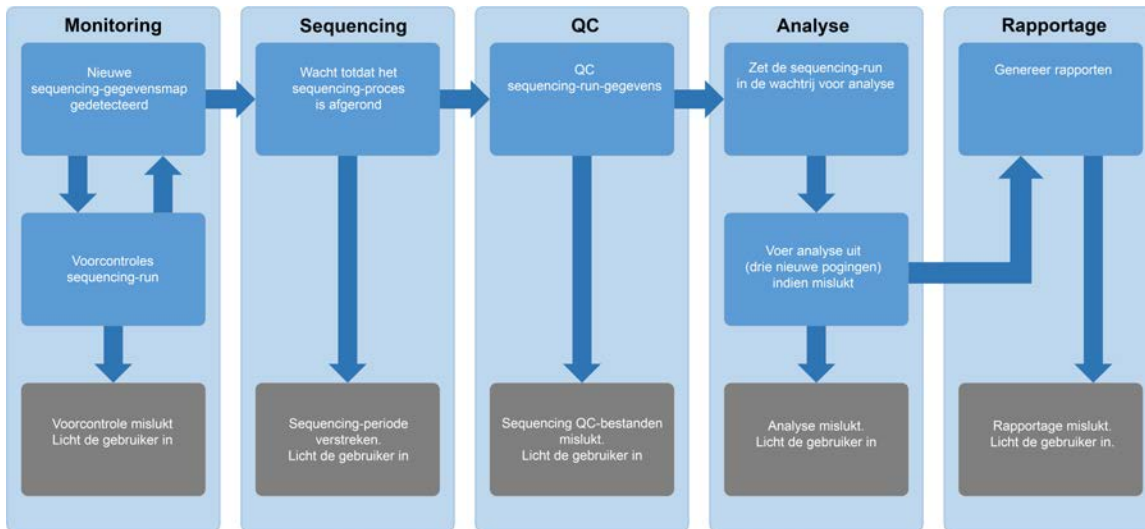 Monitoring
Nieuwe
sequencing-gegevensmap
gedetecteerd
Voorcontroles
sequencing-run
Voorcontrole mislukt
Licht de gebruiker in
Sequencing
Wacht totdat het
sequencing-proces
is afgerond
Sequencing-periode
verstreken.
Licht de gebruiker in
QC
QC
sequencing-run-gegevens
Sequencing QC-bestanden
mislukt.
Licht de gebruiker in
Analyse
Zet de sequencing-run
in de wachtrij voor analyse
Voer analyse uit
(drie nieuwe pogingen)
indien mislukt
Analyse mislukt.
Licht de gebruiker in
Rapportage
Genereer rapporten
Rapportage mislukt.
Licht de gebruiker in.